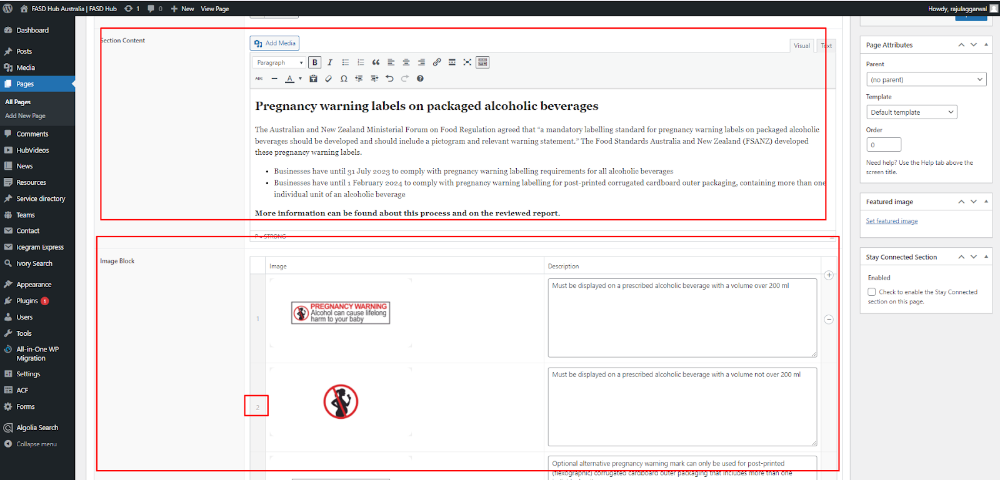 FASD Hub Australia | FASD Hub 1 0 New View Page
Howdy, rajulaggarwal
Dashboard
Posts
Media
Pages
All Pages
Add New Page
Comments
HubVideos
News
Resources
Service directory
Teams
Contact
Icegram Express
Ivory Search
Appearance
Plugins 1
Users
Tools
All-in-One WP
Migration
Settings
ACF
Forms
Algolia Search
Collapse menu
Section Content
Add Media
Visual Text
Paragraph
B I
ABC A Ω
Pregnancy warning labels on packaged alcoholic beverages
The Australian and New Zealand Ministerial Forum on Food Regulation agreed that “a mandatory labelling standard for pregnancy warning labels on packaged alcoholic
beverages should be developed and should include a pictogram and relevant warning statement.” The Food Standards Australia and New Zealand (FSANZ) developed
these pregnancy warning labels.
• Businesses have until 31 July 2023 to comply with pregnancy warning labelling requirements for all alcoholic beverages
• Businesses have until 1 February 2024 to comply with pregnancy warning labelling for post-printed corrugated cardboard outer packaging, containing more than one
individual unit of an alcoholic beverage
More information can be found about this process and on the reviewed report.
P » STRONG
Image Block
Image Description
1
PREGNANCY WARNING
Alcohol can cause lifelong
harm to your baby
Must be displayed on a prescribed alcoholic beverage with a volume over 200 ml
2
Must be displayed on a prescribed alcoholic beverage with a volume not over 200 ml
Optional alternative pregnancy warning mark can only be used for post-printed
(flexographic) corrugated cardboard outer packaging that includes more than one
Page Attributes
Parent
(no parent)
Template
Default template
Order
0
Need help? Use the Help tab above the
screen title.
Featured image
Set featured image
Stay Connected Section
Enabled
Check to enable the Stay Connected
section on this page.